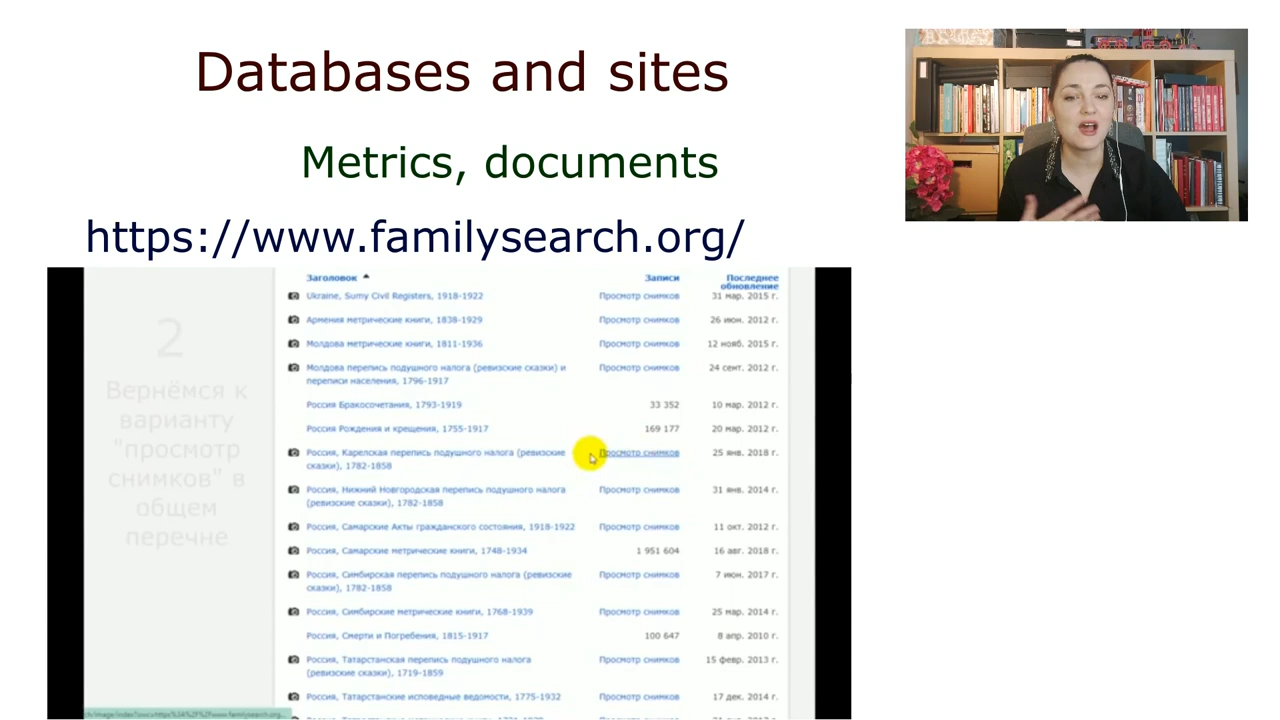 Databases and sites
Metrics, documents
https://www.familysearch.org/
2
Вернёмся к
варианту
"просмотр
снимков" в
общем
перечне
Заголовок Записи Последнее
обновление
Ukraine, Sumy Civil Registers, 1918-1922 Просмотр снимков 31 мар. 2015 г.
Армения метрические книги, 1838-1929 Просмотр снимков 26 июн. 2012 г.
Молдова метрические книги, 1811-1936 Просмотр снимков 12 нояб. 2015 г.
Молдова перепись подушного налога (ревизские сказки) и Просмотр снимков 24 сент. 2012 г.
переписи населения, 1796-1917
Россия Бракосочетания, 1793-1919 33 352 10 мар. 2012 г.
Россия Рождения и крещения, 1755-1917 169 177 20 мар. 2012 г.
Россия, Карельская перепись подушного налога (ревизские Просмотр снимков 25 янв. 2018 г.
сказки), 1782-1858
Россия, Нижний Новгородская перепись подушного налога Просмотр снимков 31 янв. 2014 г.
(ревизские сказки), 1782-1858
Россия, Самарские Акты гражданского состояния, 1918-1922 Просмотр снимков 11 окт. 2012 г.
Россия, Самарские метрические книги, 1748-1934 1 951 604 16 авг. 2018 г.
Россия, Симбирская перепись подушного налога (ревизские Просмотр снимков 7 июн. 2017 г.
сказки), 1782-1858
Россия, Симбирские метрические книги, 1768-1939 Просмотр снимков 25 мар. 2014 г.
Россия, Смерти и Погребения, 1815-1917 100 647 8 апр. 2010 г.
Россия, Татарстанская перепись подушного налога Просмотр снимков 15 февр. 2013 г.
(ревизские сказки), 1719-1859
Россия, Татарстанские исповедные ведомости, 1775-1932 Просмотр снимков 17 дек. 2014 г.